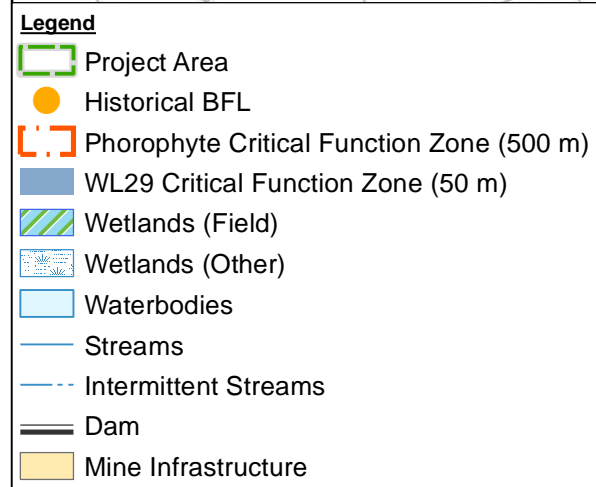 Legend
Project Area
Historical BFL
Phorophyte Critical Function Zone (500 m)
WL29 Critical Function Zone (50 m)
Wetlands (Field)
Wetlands (Other)
Waterbodies
Streams
Intermittent Streams
Dam
Mine Infrastructure